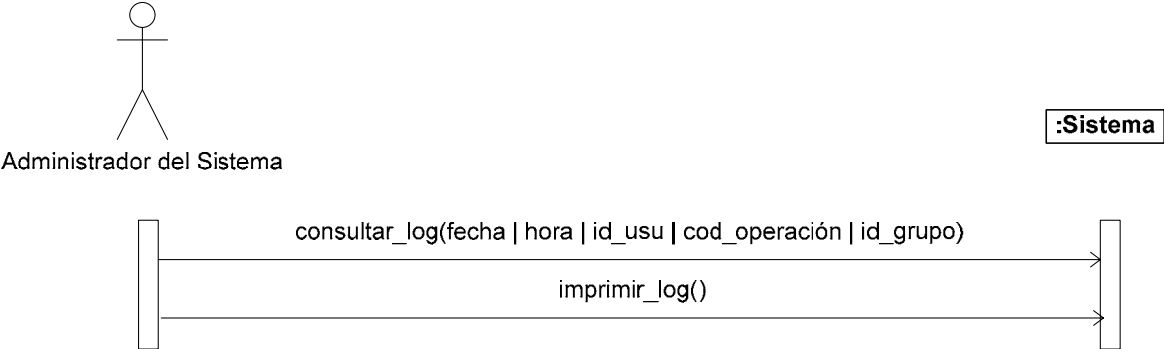 :Sistema
Administrador del Sistema
consultar_log(fecha | hora | id_usu | cod_operación | id_grupo)
imprimir_log()